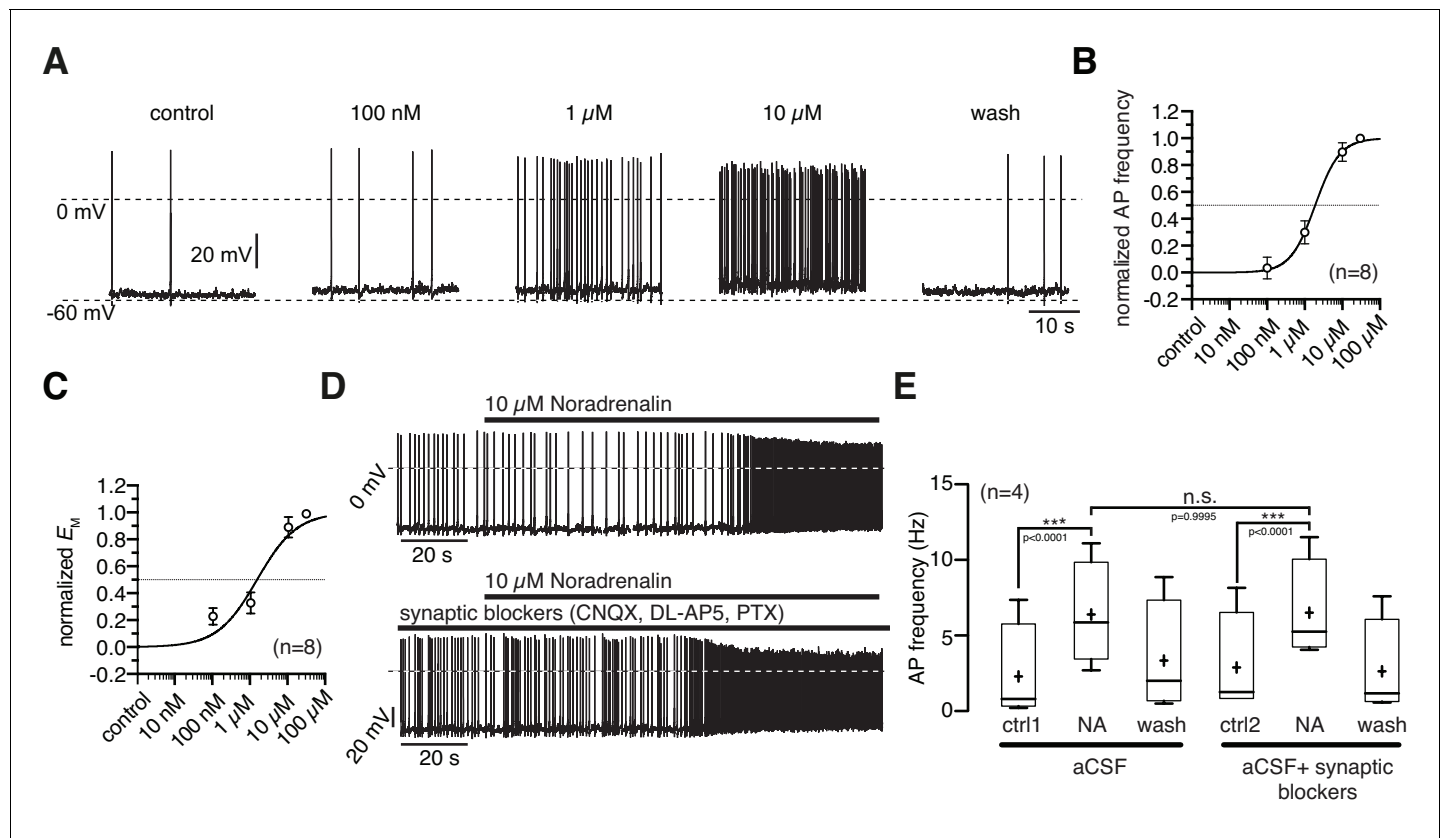 A
control
100 nM
1 µM
10 µM
wash
0 mV
20 mV
-60 mV
10 s
B
normalized AP frequency
1.2
1.0
0.8
0.6
0.4
0.2
0.0
-0.2
(n=8)
control
10 nM
100 nM
1 µM
10 µM
100 µM
C
normalized EM
1.2
1.0
0.8
0.6
0.4
0.2
0.0
-0.2
(n=8)
control
10 nM
100 nM
1 µM
10 µM
100 µM
D
10 µM Noradrenalin
0 mV
20 s
10 µM Noradrenalin
synaptic blockers (CNQX, DL-AP5, PTX)
20 mV
20 s
E
AP frequency (Hz)
15
10
5
0
(n=4)
n.s.
p=0.9995
***
p<0.0001
***
p<0.0001
ctrl1
NA
wash
ctrl2
NA
wash
aCSF
aCSF+ synaptic
blockers